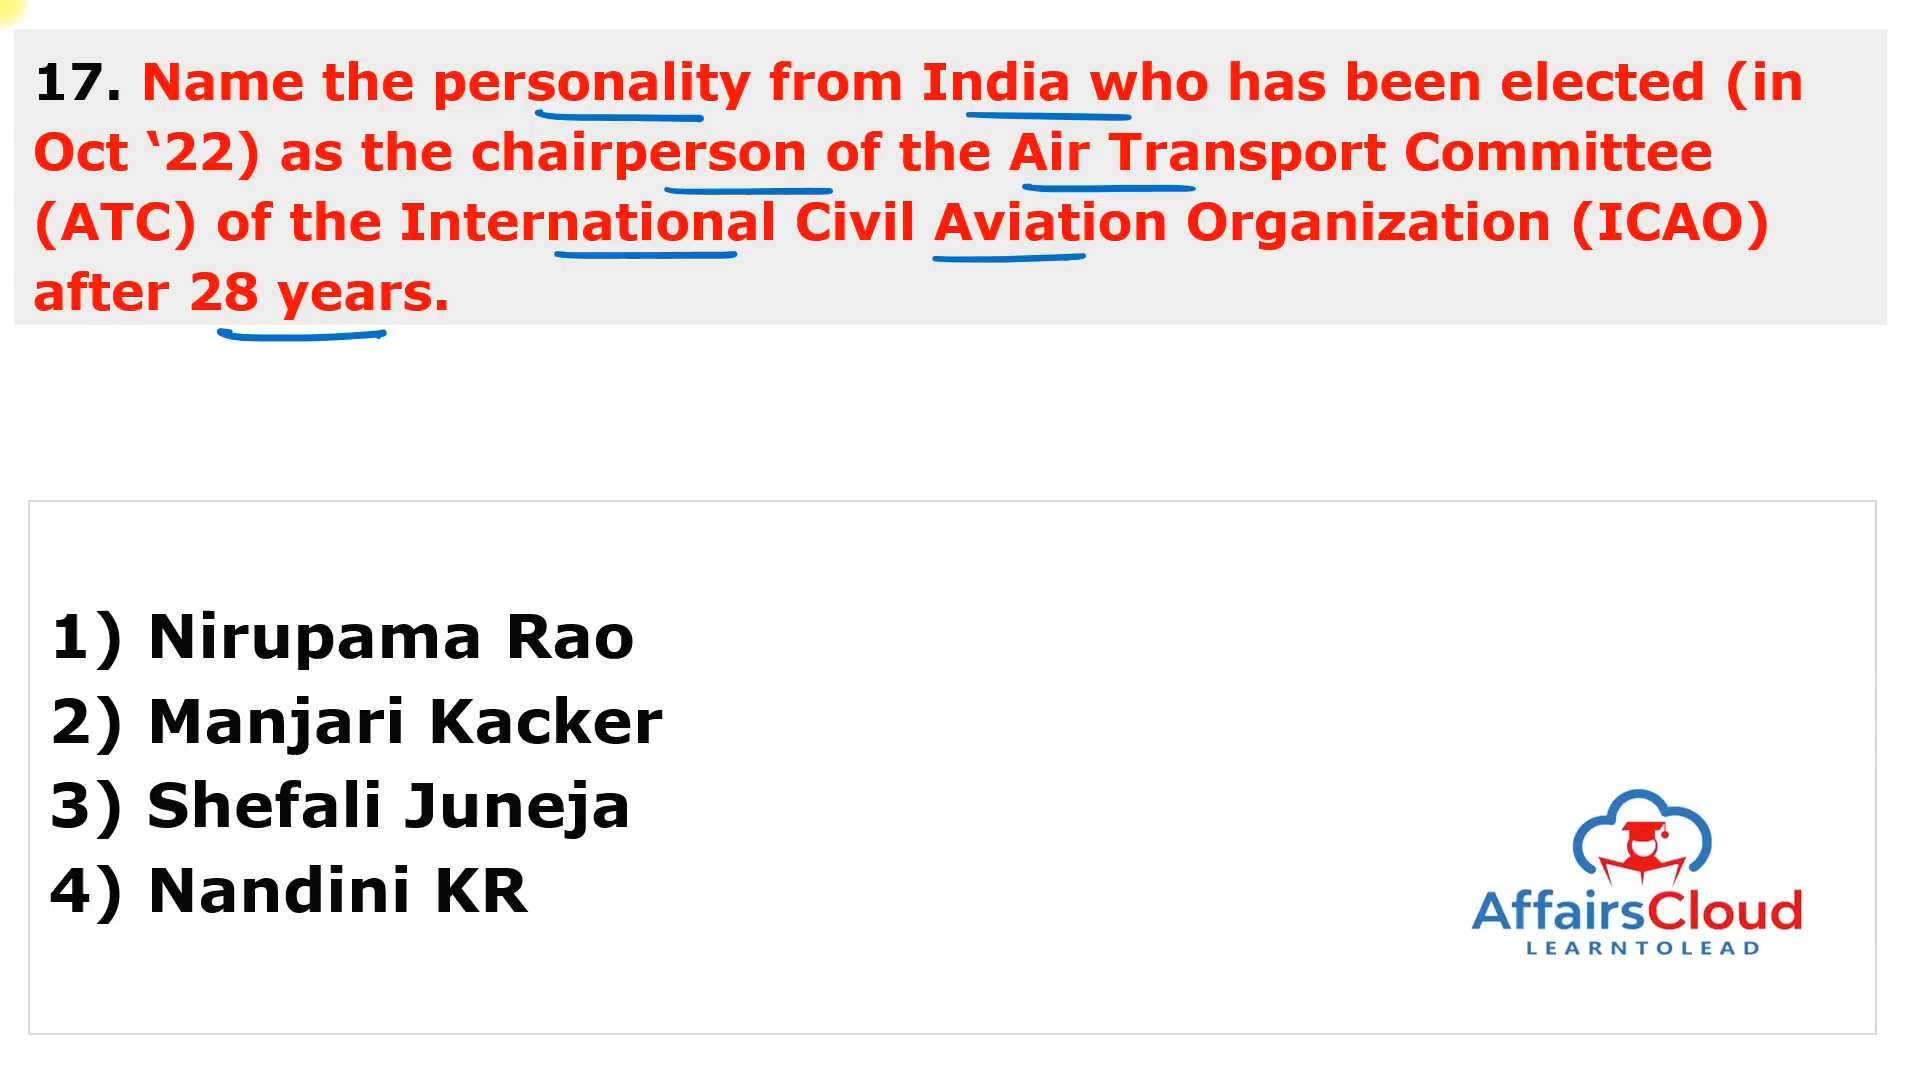 17. Name the personality from India who has been elected (in
Oct ‘22) as the chairperson of the Air Transport Committee
(ATC) of the International Civil Aviation Organization (ICAO)
after 28 years.
1) Nirupama Rao
2) Manjari Kacker
3) Shefali Juneja
4) Nandini KR
AffairsCloud
LEARNTOLEAD